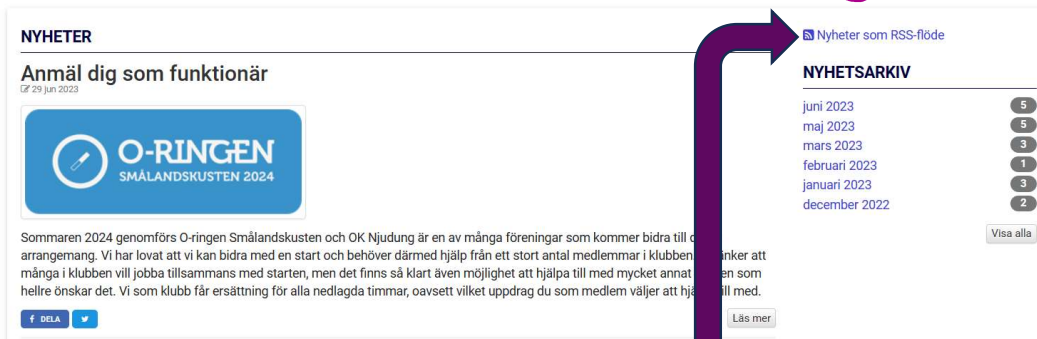 NYHETER
Anmäl dig som funktionär
29 jun 2023
O-RINGEN
SMÅLANDSKUSTEN 2024
Sommaren 2024 genomförs O-ringen Smålandskusten och OK Njudung är en av många föreningar som kommer bidra till
arrangemang. Vi har lovat att vi kan bidra med en start och behöver därmed hjälp från ett stort antal medlemmar i klubben. att
många i klubben vill jobba tillsammans med starten, men det finns så klart även möjlighet att hjälpa till med mycket annat som
hellre önskar det. Vi som klubb får ersättning för alla nedlagda timmar, oavsett vilket uppdrag du som medlem väljer att med.
DELA
Läs mer
Nyheter som RSS-flöde
NYHETSARKIV
juni 2023 5
maj 2023 5
mars 2023 3
februari 2023 1
januari 2023 3
december 2022 2
Visa alla